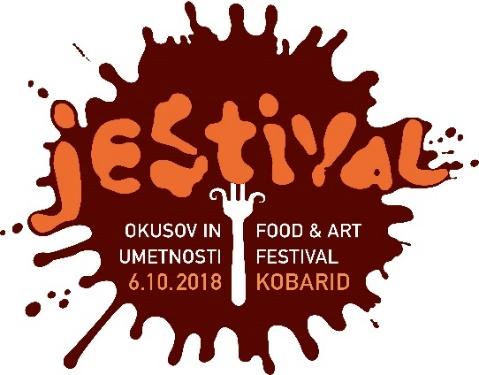 jEStiVAL
OKUSOV IN
UMETNOSTI
6.10.2018
FOOD & ART
FESTIVAL
KOBARID